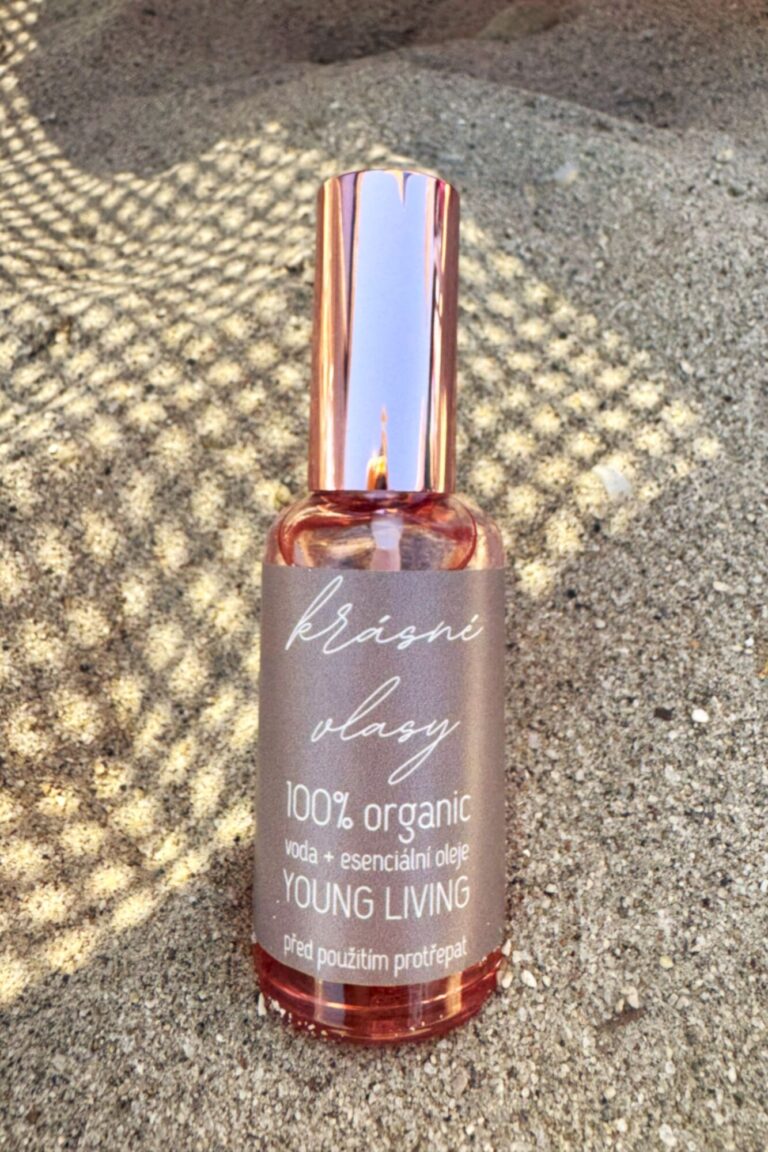 krásné
vlasy
100% organic
voda + esenciální oleje
YOUNG LIVING
před použitím protřepat